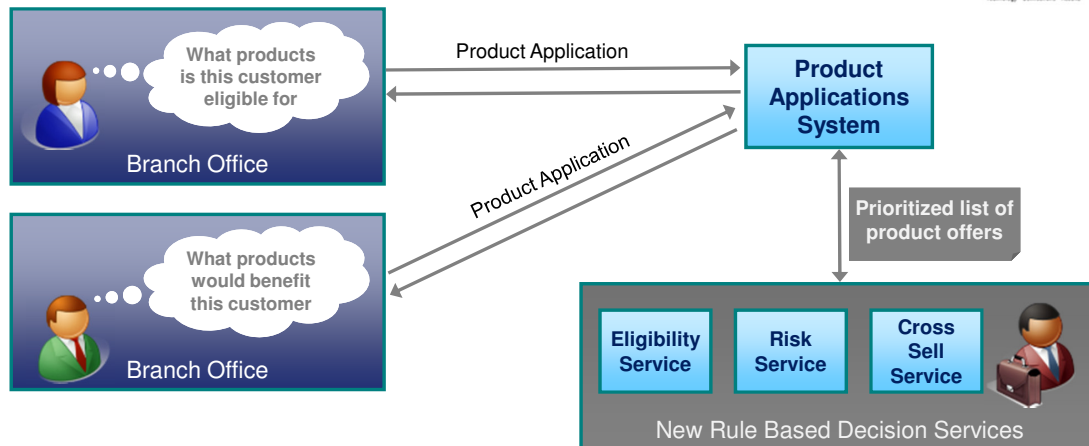 What products
is this customer
eligible for
Branch Office
Product Application
Product
Applications
System
Product Application
What products
would benefit
this customer
Branch Office
Prioritized list of
product offers
Eligibility
Service
Risk
Service
Cross
Sell
Service
New Rule Based Decision Services